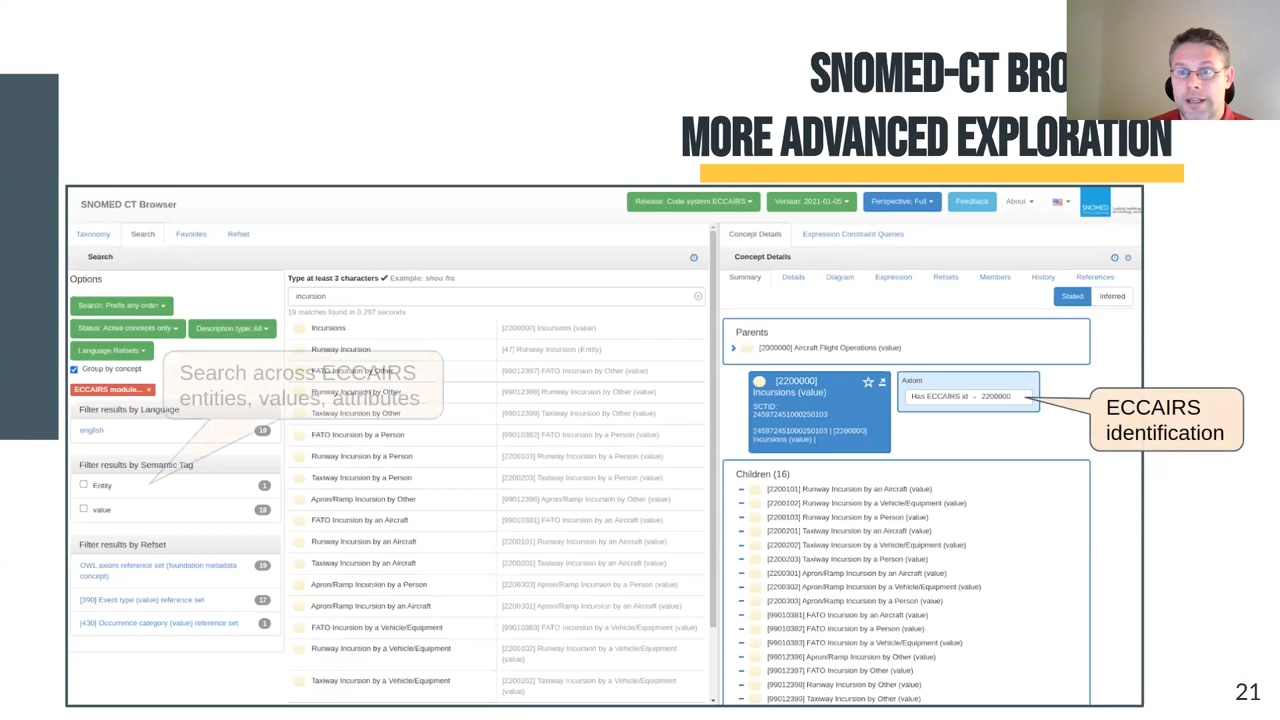 SNOMED-CT BRO
MORE ADVANCED EXPLORATION
SNOMED CT Browser
Release: Code system ECCAIRS
Version: 2021-01-05
Perspective: Full
Feedback
About
SNOMED
Taxonomy
Search
Favorites
Refset
Search
Options
Search: Prefix any order
Status: Active concepts only
Description type: All
Language Refsets
Group by concept
ECCAIRS module... ×
Filter results by Language
english 19
Filter results by Semantic Tag
Entity 1
value 18
Filter results by Refset
OWL axiom reference set (foundation metadata
concept) 19
[390] Event type (value) reference set 17
[430] Occurrence category (value) reference set 1
Search across ECCAIRS
entities, values, attributes
Type at least 3 characters ✔ Example: shou fra
incursion
19 matches found in 0.297 seconds.
Incursions [2200000] Incursions (value)
Runway Incursion [47] Runway Incursion (Entity)
FATO Incursion by Other [99012397] FATO Incursion by Other (value)
Runway Incursion by Other [99012398] Runway Incursion by Other (value)
Taxiway Incursion by Other [99012399] Taxiway Incursion by Other (value)
FATO Incursion by a Person [99010382] FATO Incursion by a Person (value)
Runway Incursion by a Person [2200103] Runway Incursion by a Person (value)
Taxiway Incursion by a Person [2200203] Taxiway Incursion by a Person (value)
Apron/Ramp Incursion by Other [99012396] Apron/Ramp Incursion by Other (value)
FATO Incursion by an Aircraft [99010381] FATO Incursion by an Aircraft (value)
Runway Incursion by an Aircraft [2200101] Runway Incursion by an Aircraft (value)
Taxiway Incursion by an Aircraft [2200201] Taxiway Incursion by an Aircraft (value)
Apron/Ramp Incursion by a Person [2200303] Apron/Ramp Incursion by a Person (value)
Apron/Ramp Incursion by an Aircraft [2200301] Apron/Ramp Incursion by an Aircraft (value)
FATO Incursion by a Vehicle/Equipment [99010383] FATO Incursion by a Vehicle/Equipment (value)
Runway Incursion by a Vehicle/Equipment [2200102] Runway Incursion by a Vehicle/Equipment
(value)
Taxiway Incursion by a Vehicle/Equipment [2200202] Taxiway Incursion by a Vehicle/Equipment
(value)
Concept Details
Expression Constraint Queries
Concept Details
Summary
Details
Diagram
Expression
Refsets
Members
History
References
Stated
Inferred
Parents
[2000000] Aircraft Flight Operations (value)
[2200000]
Incursions (value)
SCTID:
245972451000250103
245972451000250103 | [2200000]
Incursions (value) |
Axiom
Has ECCAIRS id → 2200000
ECCAIRS
identification
Children (16)
[2200101] Runway Incursion by an Aircraft (value)
[2200102] Runway Incursion by a Vehicle/Equipment (value)
[2200103] Runway Incursion by a Person (value)
[2200201] Taxiway Incursion by an Aircraft (value)
[2200202] Taxiway Incursion by a Vehicle/Equipment (value)
[2200203] Taxiway Incursion by a Person (value)
[2200301] Apron/Ramp Incursion by an Aircraft (value)
[2200302] Apron/Ramp Incursion by a Vehicle/Equipment (value)
[2200303] Apron/Ramp Incursion by a Person (value)
[99010381] FATO Incursion by an Aircraft (value)
[99010382] FATO Incursion by a Person (value)
[99010383] FATO Incursion by a Vehicle/Equipment (value)
[99012396] Apron/Ramp Incursion by Other (value)
[99012397] FATO Incursion by Other (value)
[99012398] Runway Incursion by Other (value)
[99012399] Taxiway Incursion by Other (value)
21